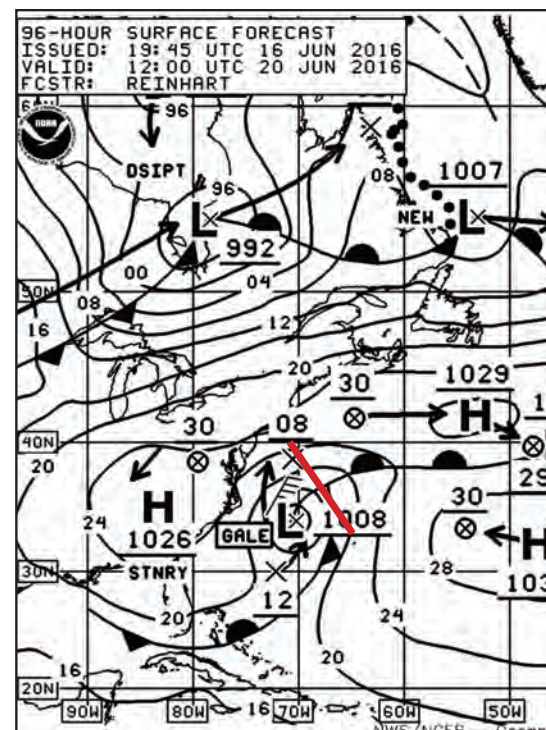 96-HOUR SURFACE FORECAST
ISSUED: 19:45 UTC 16 JUN 2016
VALID: 12:00 UTC 20 JUN 2016
FCSTR: REINHART
96
NOAA
DSIPT
08
1007
96
L
NEW
L
992
00
04
50N
08
16
12
20
30
1029
H
30
08
40N
20
29
H
24
L
1008
30
GALE
1026
H
STNRY
30N
28
103
12
20
24
20
16
20N
16
90W
80W
70W
60W
50W